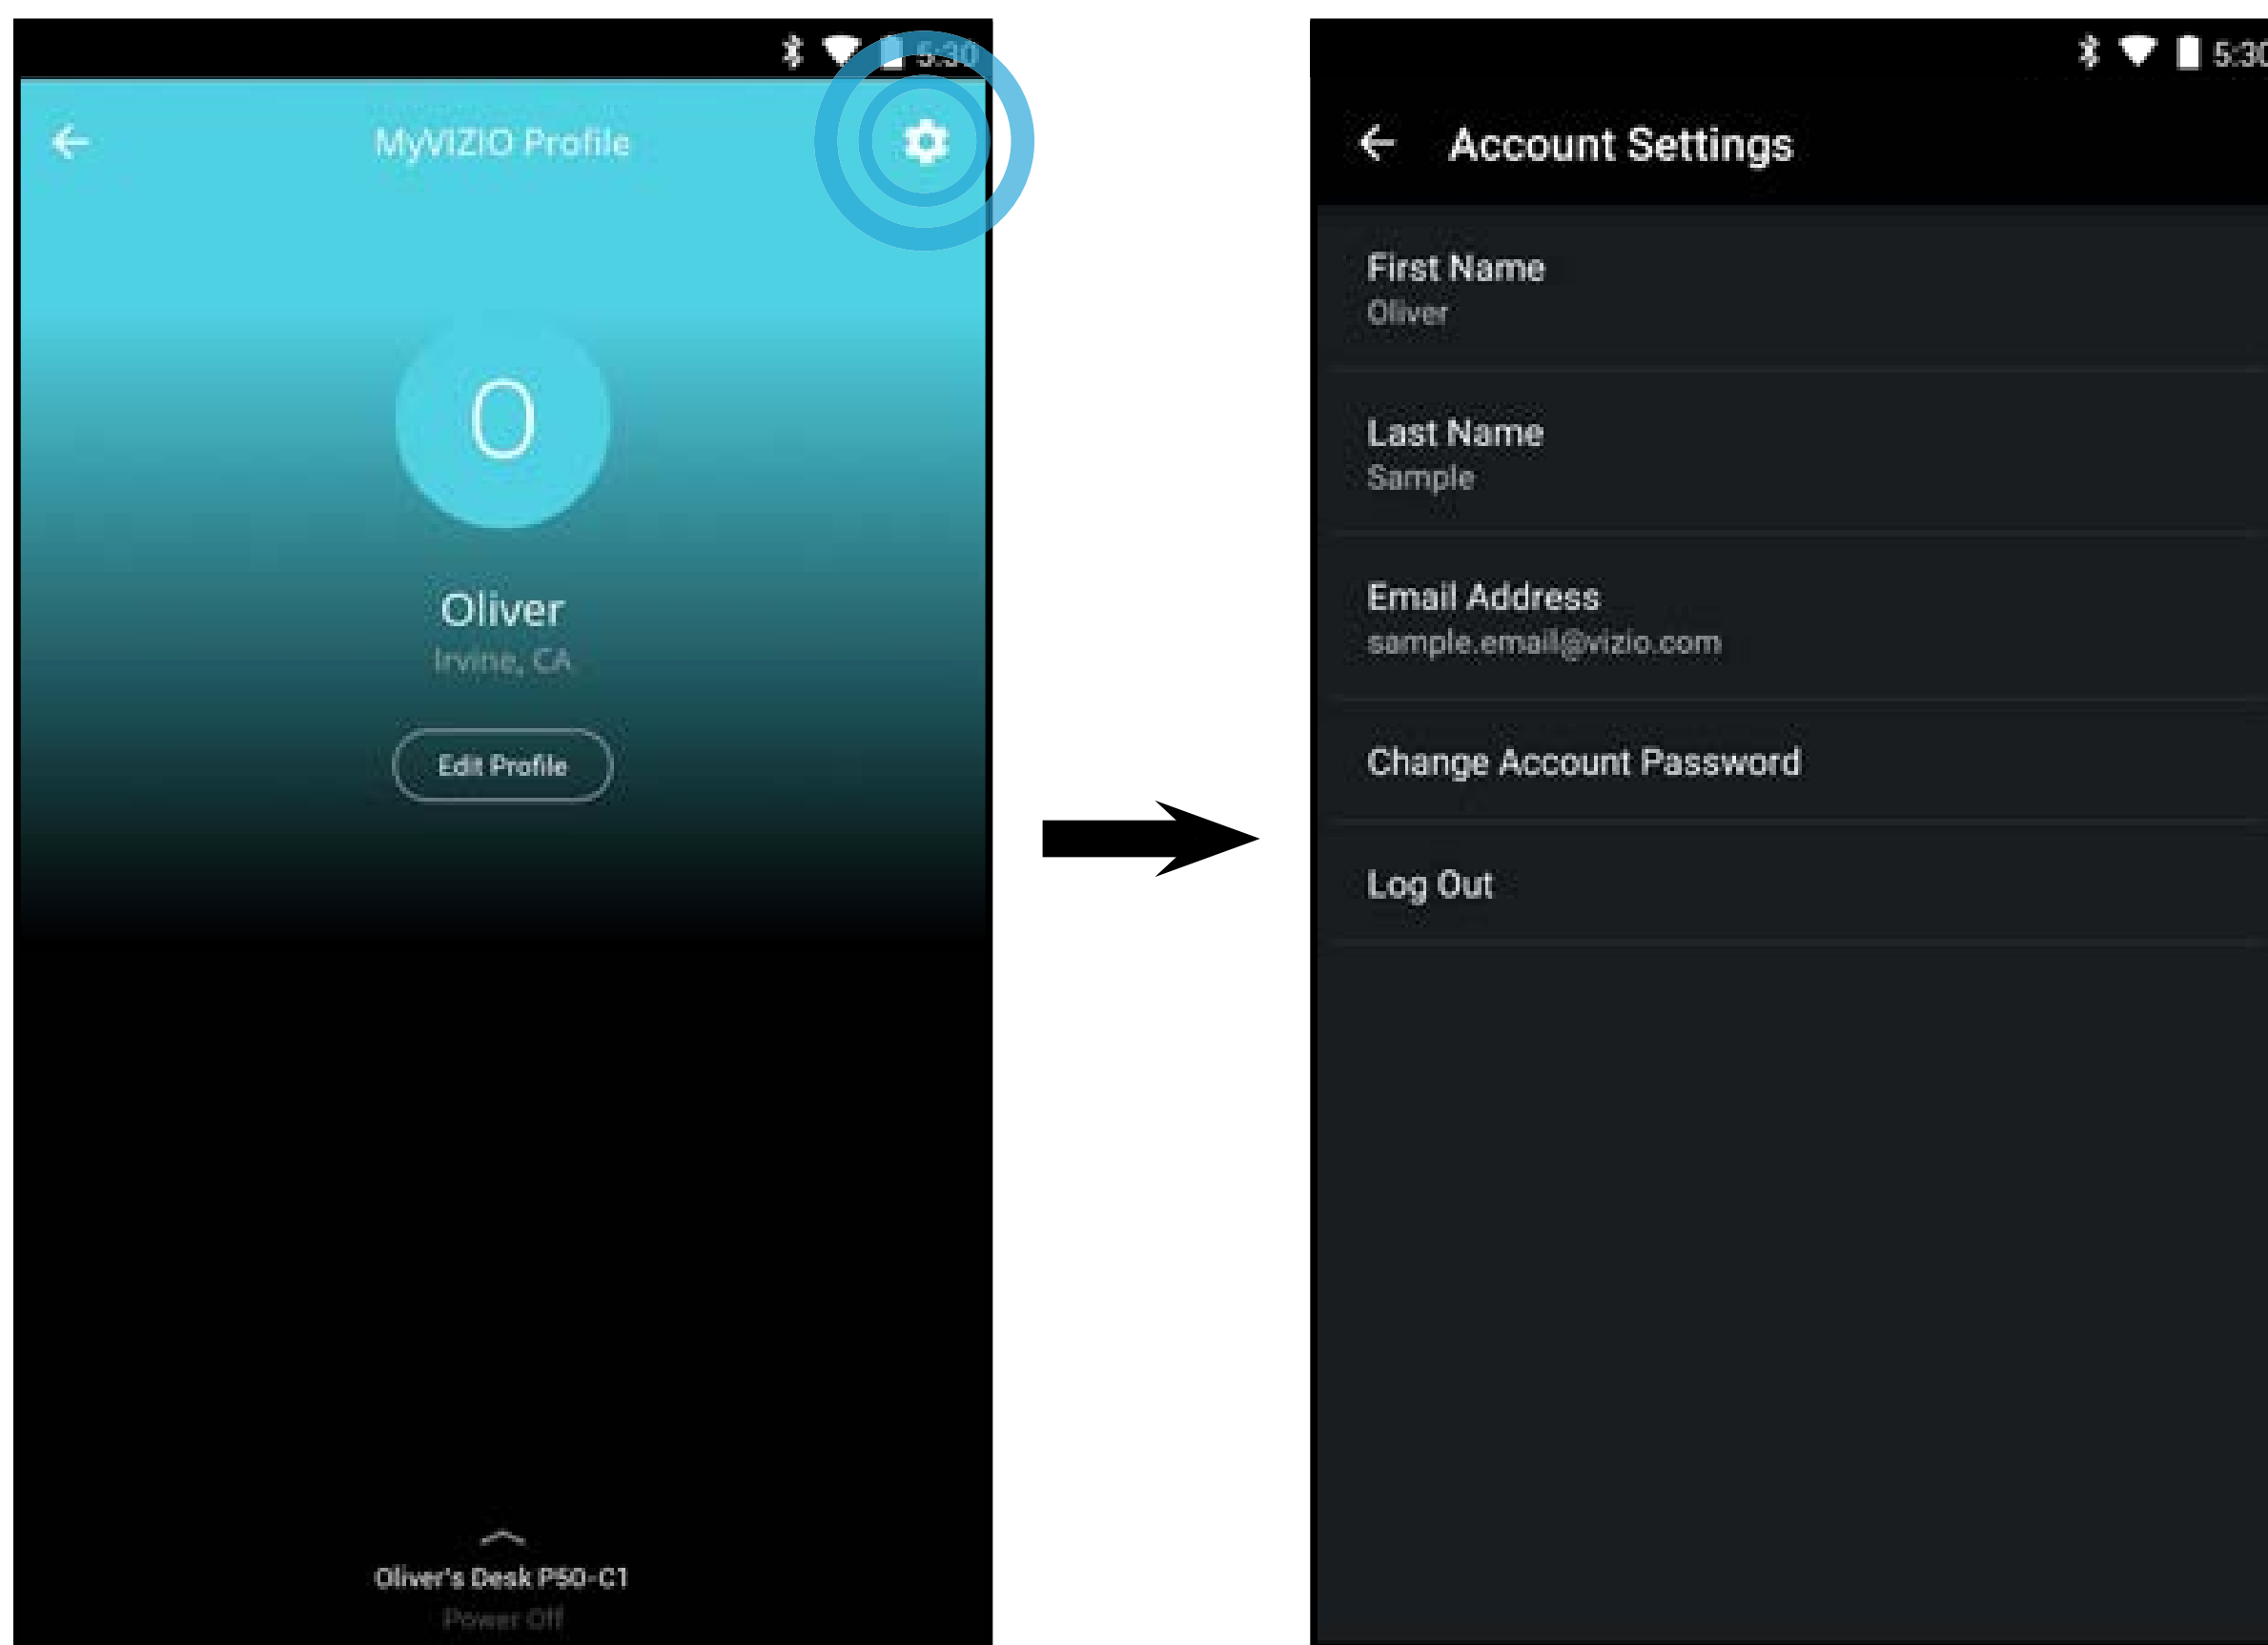 5:30
MyVIZIO Profile
O
Oliver
Irvine, CA
Edit Profile
Oliver's Desk P50-C1
Power Off
5:30
Account Settings
First Name
Oliver
Last Name
Sample
Email Address
sample.email@vizio.com
Change Account Password
Log Out